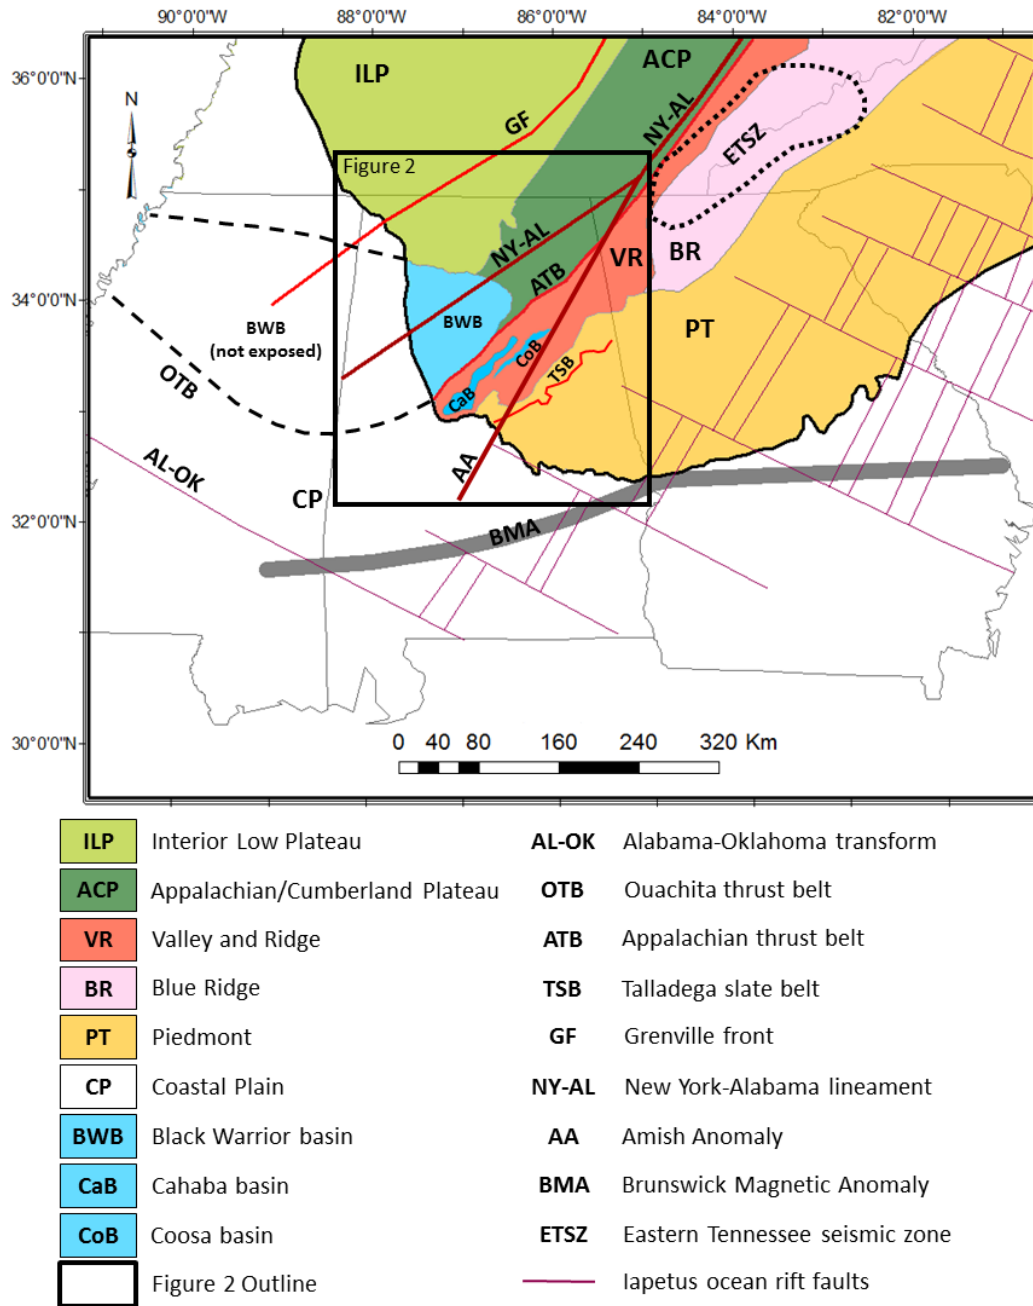 90°0'0"W 88°0'0"W 86°0'0"W 84°0'0"W 82°0'0"W
36°0'0"N
34°0'0"N
32°0'0"N
30°0'0"N
N
ILP
ACP
GF
NY-AL
ETSZ
Figure 2
NY-AL
ATB
VR
BR
BWB
BWB
(not exposed)
PT
OTB
CoB
TSB
CaB
AL-OK
AA
CP
BMA
0 40 80 160 240 320 Km
ILP Interior Low Plateau
ACP Appalachian/Cumberland Plateau
VR Valley and Ridge
BR Blue Ridge
PT Piedmont
CP Coastal Plain
BWB Black Warrior basin
CaB Cahaba basin
CoB Coosa basin
Figure 2 Outline
AL-OK Alabama-Oklahoma transform
OTB Ouachita thrust belt
ATB Appalachian thrust belt
TSB Talladega slate belt
GF Grenville front
NY-AL New York-Alabama lineament
AA Amish Anomaly
BMA Brunswick Magnetic Anomaly
ETSZ Eastern Tennessee seismic zone
Iapetus ocean rift faults